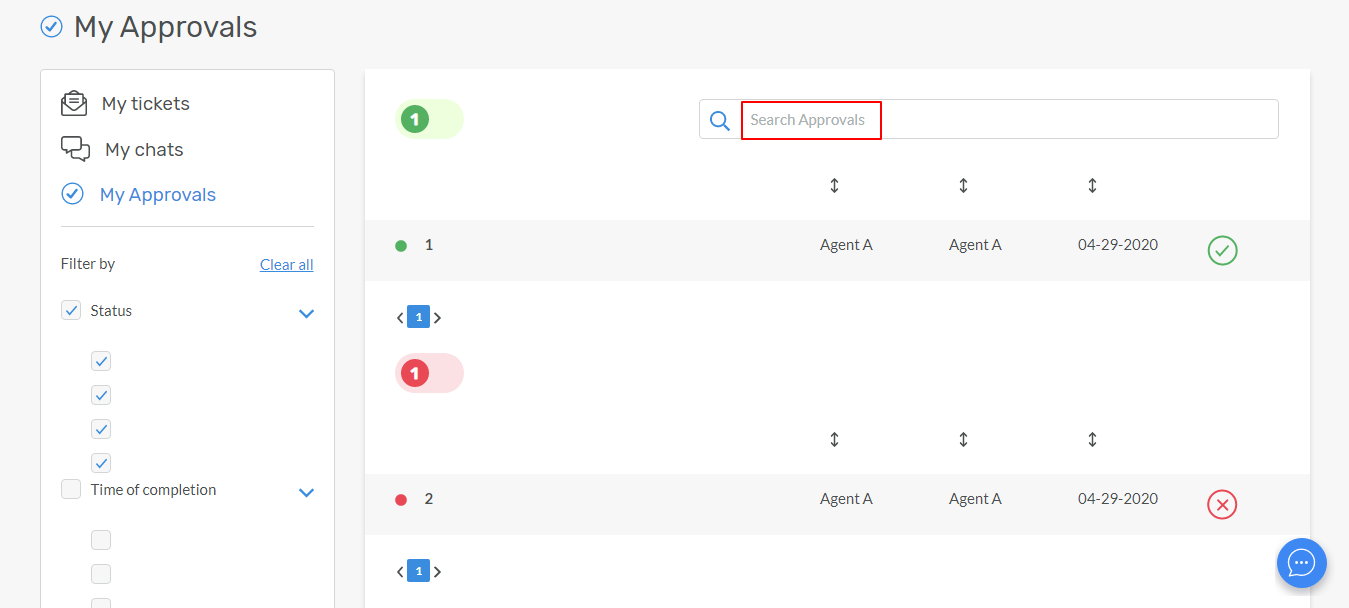 My Approvals
My tickets
My chats
My Approvals
Filter by Clear all
Status
Time of completion
1
Search Approvals
1 Agent A Agent A 04-29-2020
1
1
2 Agent A Agent A 04-29-2020
1